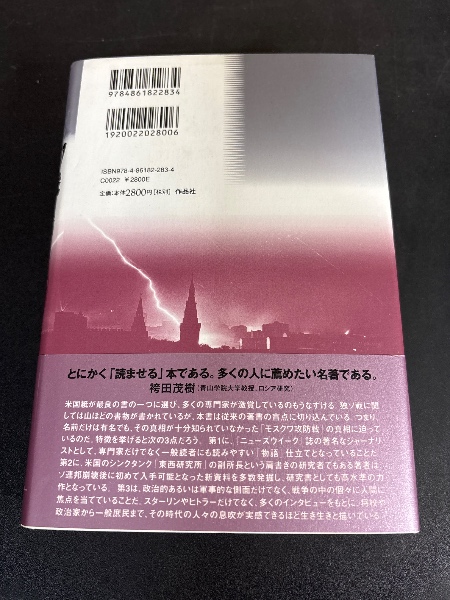 9784861822834
1920022028006
ISBN978-4-86182-283-4
C0022 ¥2800E
定価:本体2800円[税別] 作品社
とにかく「読ませる」本である。多くの人に薦めたい名著である。
袴田茂樹(青山学院大学教授、ロシア研究)
米国紙が最良の書の一つに選び、多くの専門家が激賞しているのもうなずける。独ソ戦に関
しては山ほどの書物が書かれているが、本書は従来の著書の盲点に切り込んでいる。つまり、
名前だけは有名でも、その真相が十分知られていなかった「モスクワ攻防戦」の真相に迫って
いるのだ。特徴を挙げると次の3点だろう。第1に、「ニューズウイーク」誌の著名なジャーナリ
ストとして、専門家だけでなく一般読者にも読みやすい「物語」仕立てとなっていることだ。
第2に、米国のシンクタンク「東西研究所」の副所長という肩書きの研究者でもある著者は、
ソ連邦崩壊後に初めて入手可能となった新資料を多数発掘し、研究書としても高水準の力
作となっている。第3は、政治的あるいは軍事的な側面だけでなく、戦争の中の個々に人間に
焦点を当てていることだ。スターリンやヒトラーだけでなく、多くのインタビューをもとに、将校や
政治家から一般庶民まで、その時代の人々の息吹が実感できるほど生き生きと描いている。